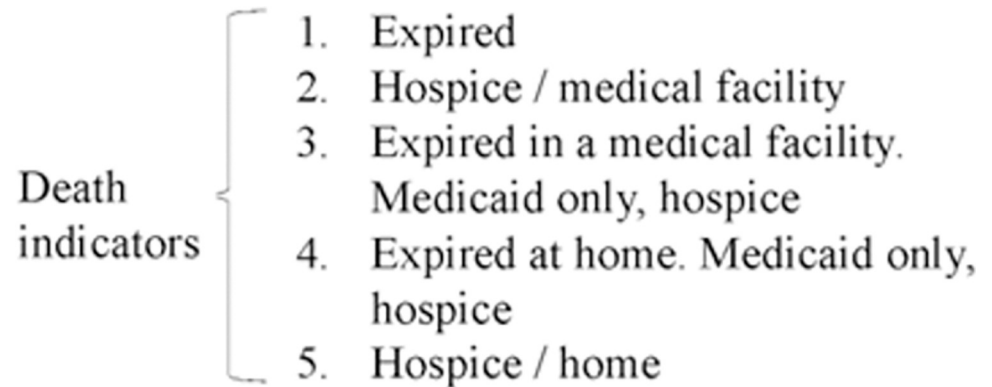 Death
indicators
1. Expired
2. Hospice / medical facility
3. Expired in a medical facility.
Medicaid only, hospice
4. Expired at home. Medicaid only,
hospice
5. Hospice / home